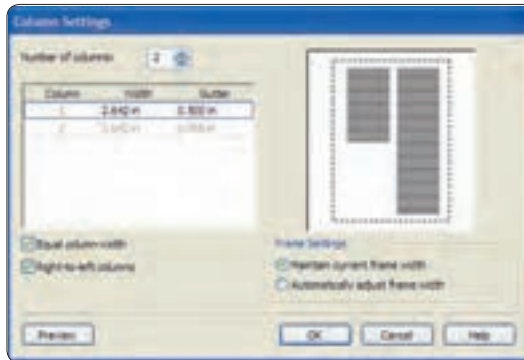 Column Settings
Number of columns: 2
Column Width Gutter
1 2.642 in 0.500 in
2
Equal column width
Right-to-left columns
Frame Settings
Maintain current frame width
Automatically adjust frame width
Preview OK Cancel Help